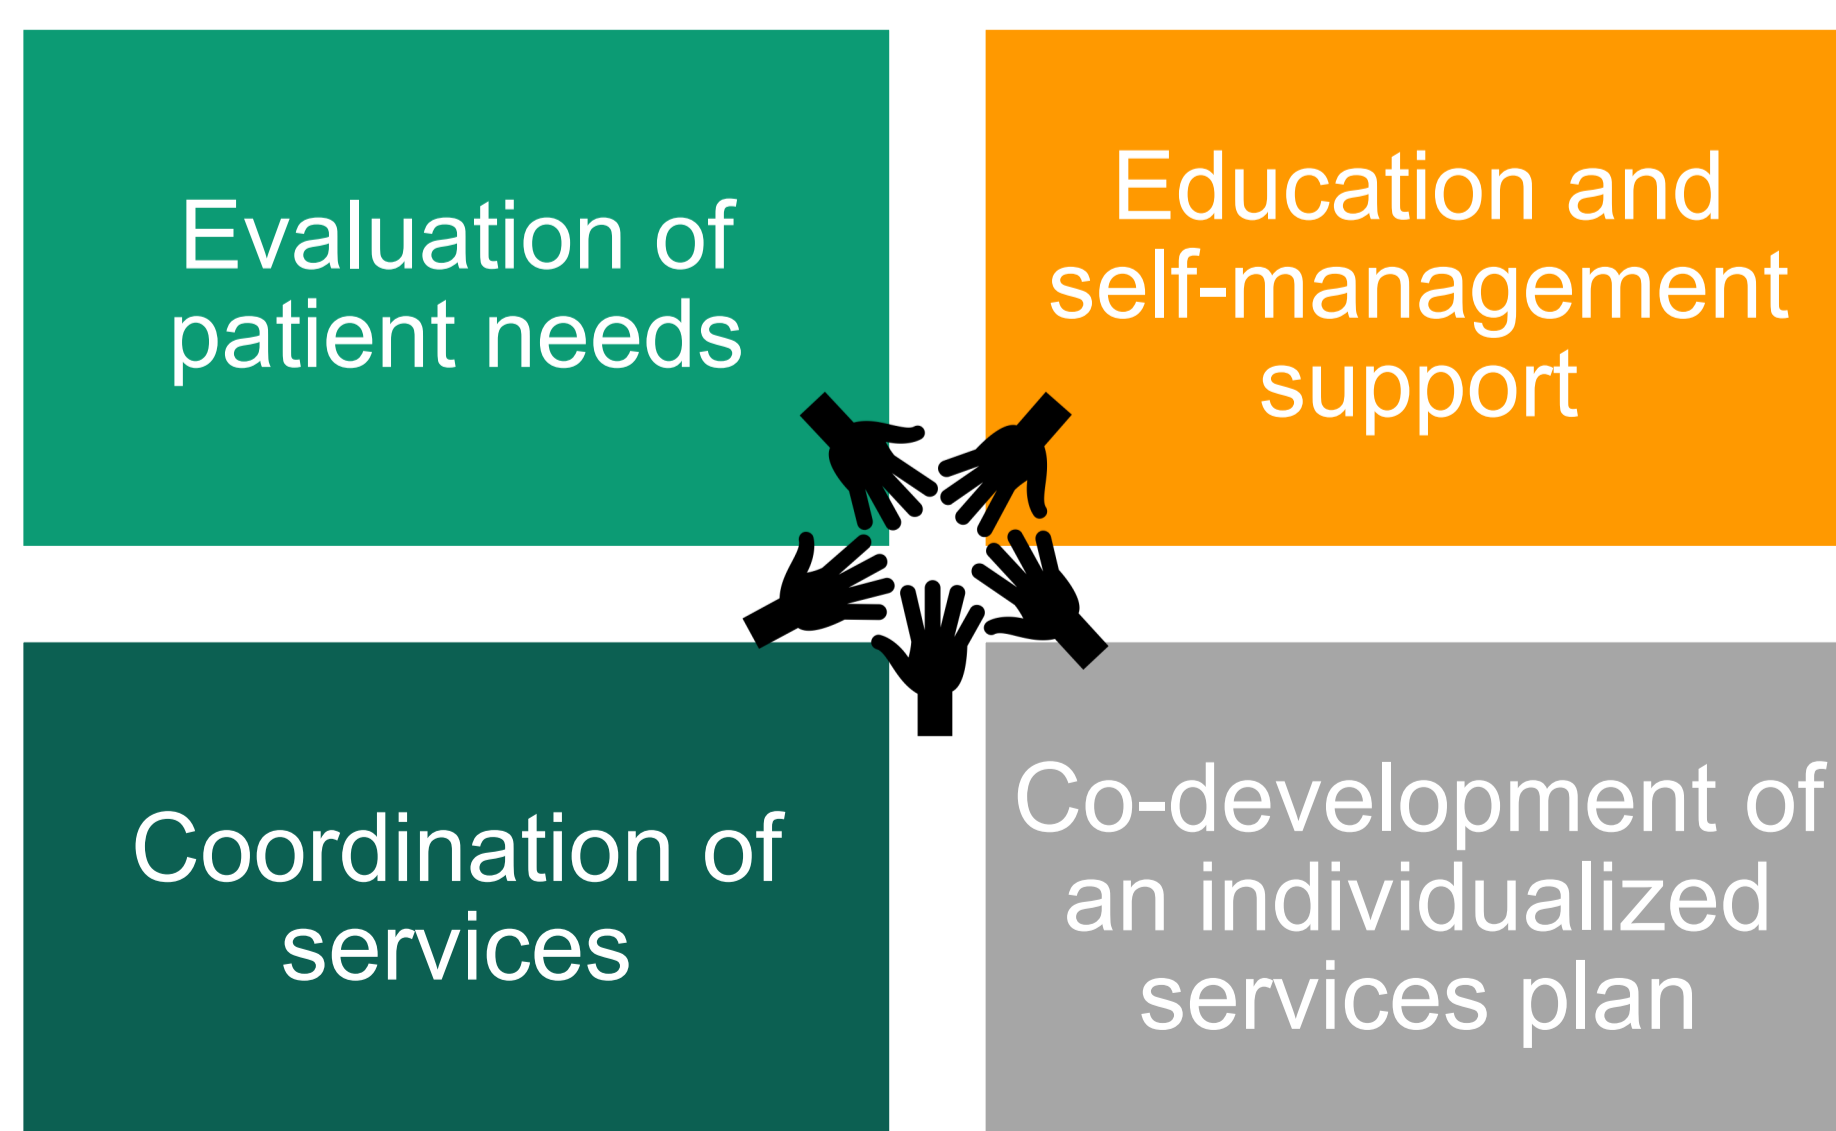 Evaluation of
patient needs
Education and
self-management
support
Coordination of
services
Co-development of
an individualized
services plan